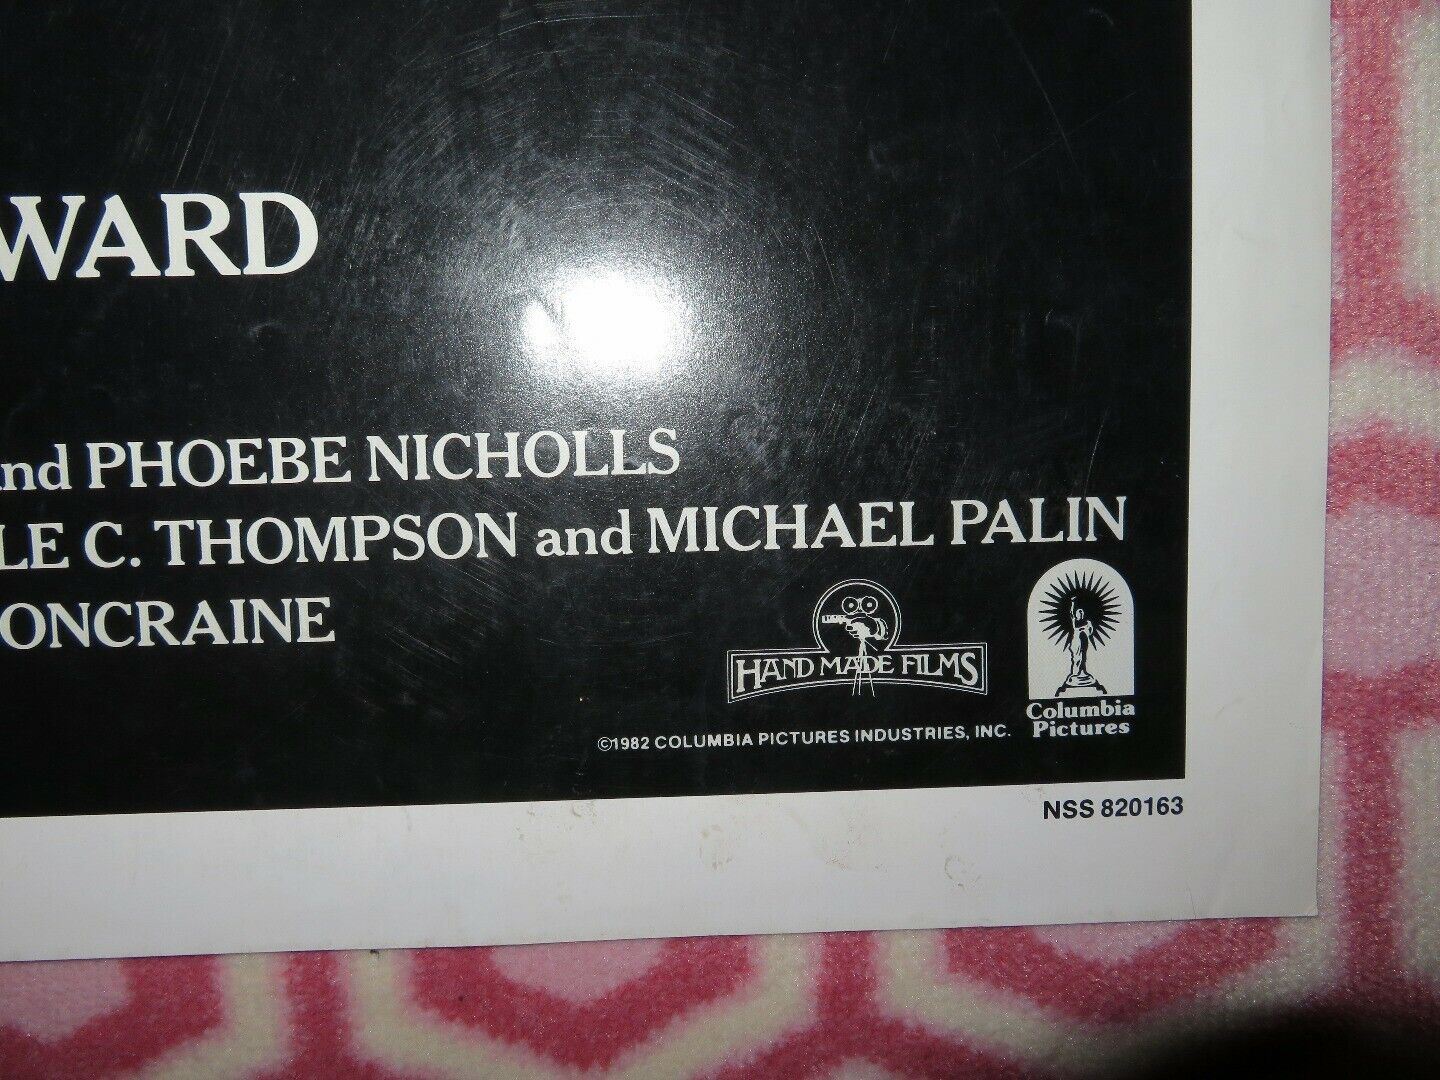 WARD
and PHOEBE NICHOLLS
LE C. THOMPSON and MICHAEL PALIN
ONCRAINE
HAND MADE FILMS
Columbia
Pictures
©1982 COLUMBIA PICTURES INDUSTRIES, INC.
NSS 820163